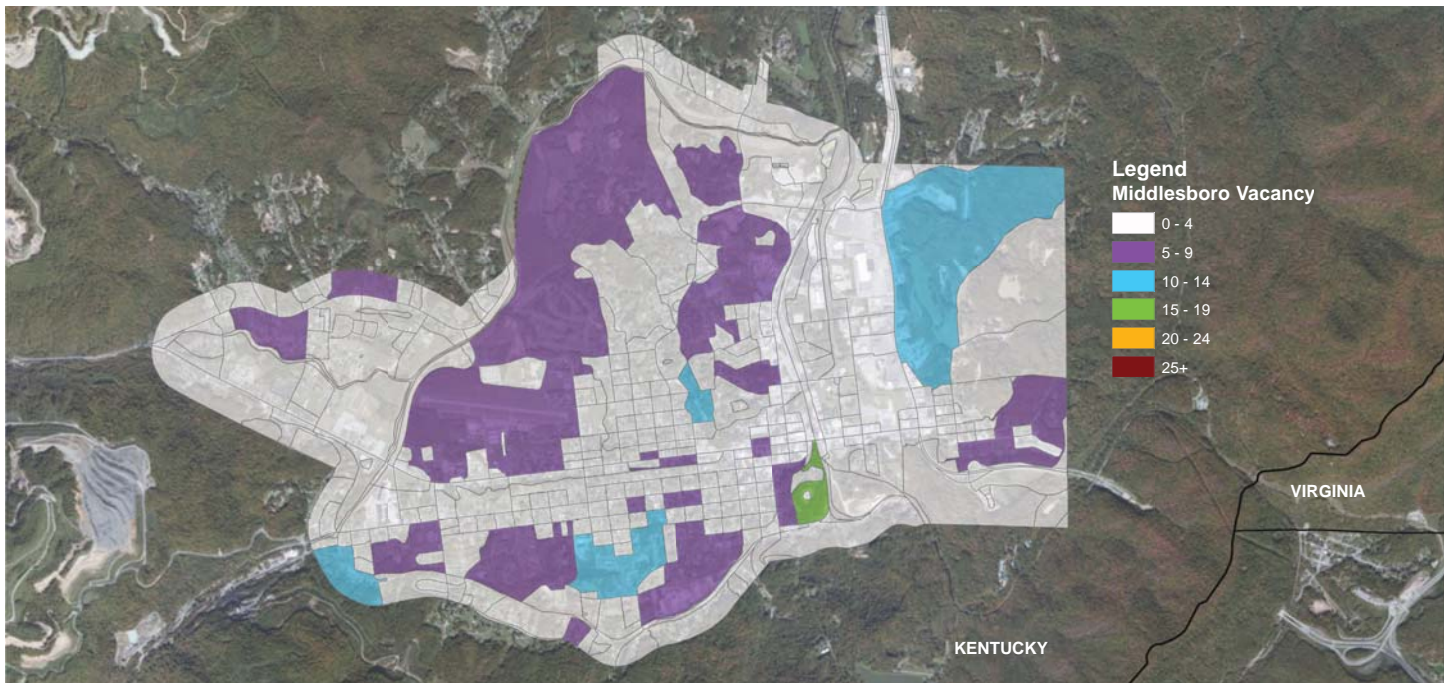 Legend
Middlesboro Vacancy
0 - 4
5 - 9
10 - 14
15 - 19
20 - 24
25+
VIRGINIA
KENTUCKY